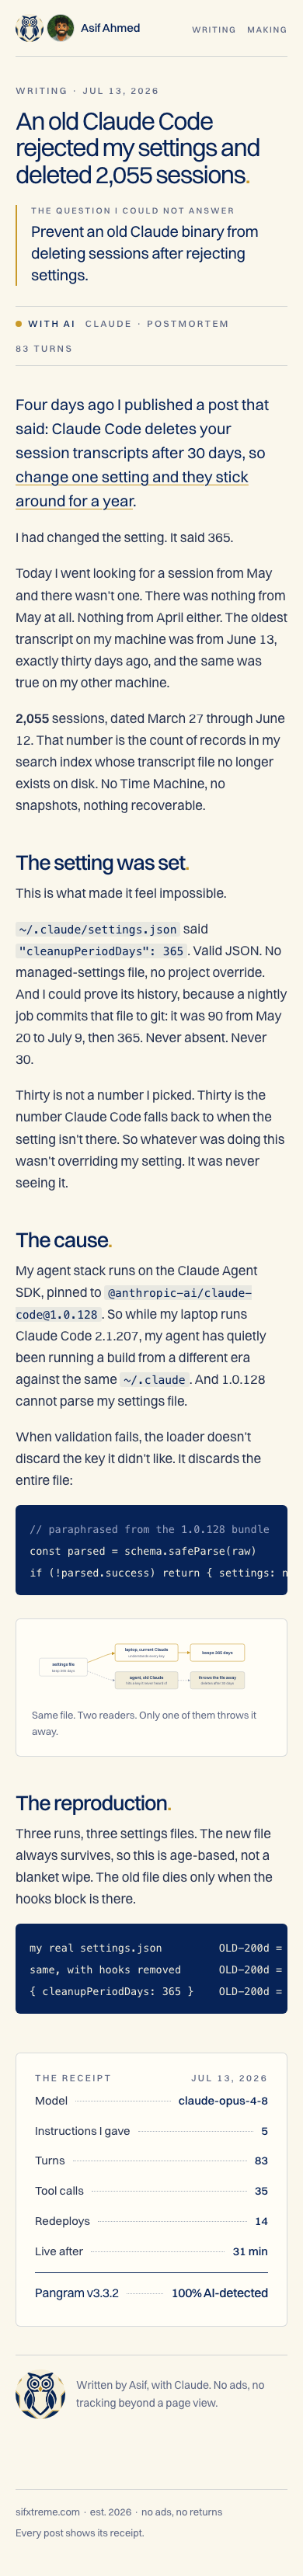 Asif Ahmed
WRITING MAKING
WRITING · JUL 13, 2026
An old Claude Code
rejected my settings and
deleted 2,055 sessions.
THE QUESTION I COULD NOT ANSWER
Prevent an old Claude binary from
deleting sessions after rejecting
settings.
WITH AI CLAUDE · POSTMORTEM
83 TURNS
Four days ago I published a post that
said: Claude Code deletes your
session transcripts after 30 days, so
change one setting and they stick
around for a year.
I had changed the setting. It said 365.
Today I went looking for a session from May
and there wasn't one. There was nothing from
May at all. Nothing from April either. The oldest
transcript on my machine was from June 13,
exactly thirty days ago, and the same was
true on my other machine.
2,055 sessions, dated March 27 through June
12. That number is the count of records in my
search index whose transcript file no longer
exists on disk. No Time Machine, no
snapshots, nothing recoverable.
The setting was set.
This is what made it feel impossible.
~/.claude/settings.json said
"cleanupPeriodDays": 365. Valid JSON. No
managed-settings file, no project override.
And I could prove its history, because a nightly
job commits that file to git: it was 90 from May
20 to July 9, then 365. Never absent. Never
30.
Thirty is not a number I picked. Thirty is the
number Claude Code falls back to when the
setting isn't there. So whatever was doing this
wasn't overriding my setting. It was never
seeing it.
The cause.
My agent stack runs on the Claude Agent
SDK, pinned to @anthropic-ai/claude-
code@1.0.128. So while my laptop runs
Claude Code 2.1.207, my agent has quietly
been running a build from a different era
against the same ~/.claude. And 1.0.128
cannot parse my settings file.
When validation fails, the loader doesn't
discard the key it didn't like. It discards the
entire file:
// paraphrased from the 1.0.128 bundle
const parsed = schema.safeParse(raw)
if (!parsed.success) return { settings: n
settings file
keep 365 days
laptop, current Claude
understands every key
keeps 365 days
agent, old Claude
throws the file away
Same file. Two readers. Only one of them throws it
away.
The reproduction.
Three runs, three settings files. The new file
always survives, so this is age-based, not a
blanket wipe. The old file dies only when the
hooks block is there.
my real settings.json OLD-200d =
same, with hooks removed OLD-200d =
{ cleanupPeriodDays: 365 } OLD-200d =
THE RECEIPT JUL 13, 2026
Model claude-opus-4-8
Instructions I gave 5
Turns 83
Tool calls 35
Redeploys 14
Live after 31 min
Pangram v3.3.2 100% AI-detected
Written by Asif, with Claude. No ads, no
tracking beyond a page view.
sifxtreme.com · est. 2026 · no ads, no returns
Every post shows its receipt.